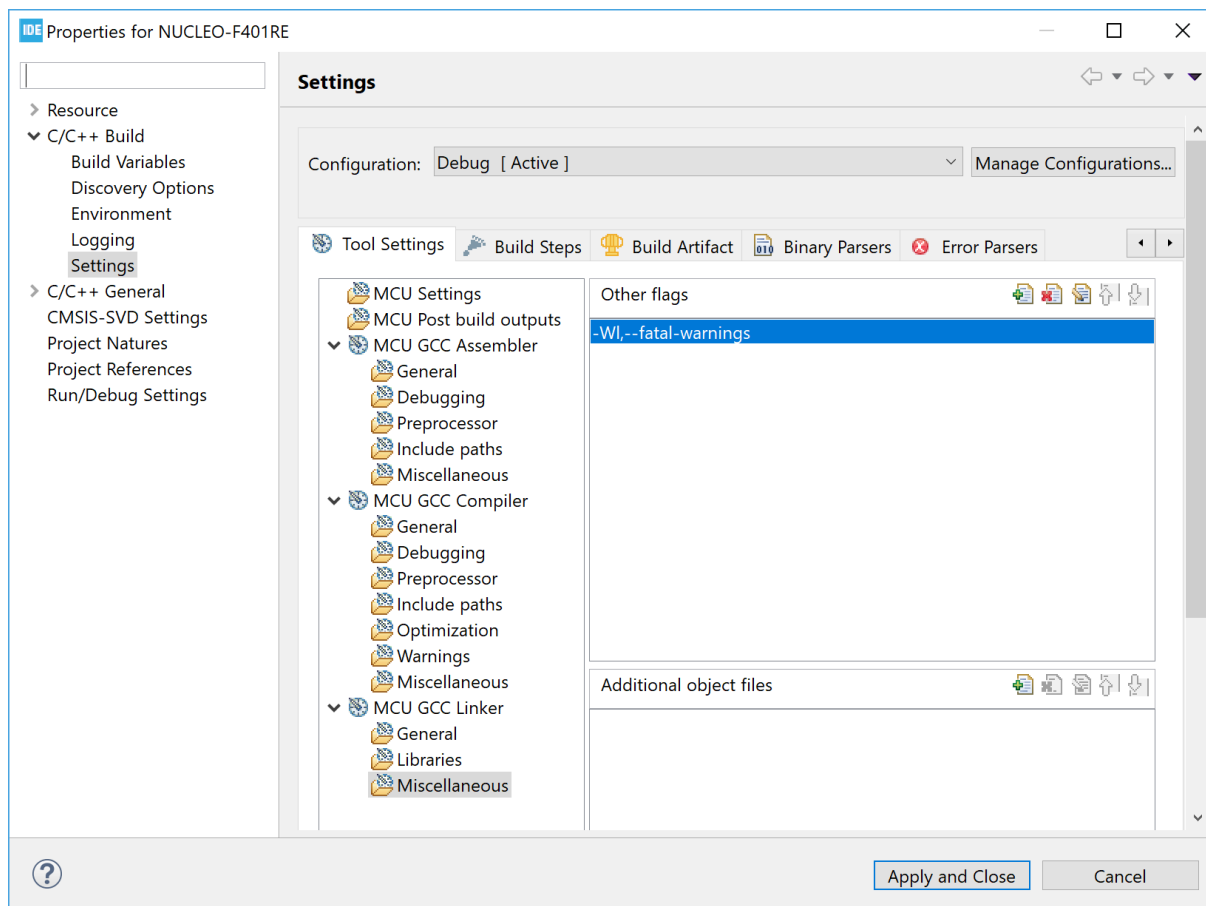 IDE Properties for NUCLEO-F401RE
Resource
C/C++ Build
Build Variables
Discovery Options
Environment
Logging
Settings
C/C++ General
CMSIS-SVD Settings
Project Natures
Project References
Run/Debug Settings
Settings
Configuration: Debug [ Active ] Manage Configurations...
Tool Settings Build Steps Build Artifact 010 Binary Parsers Error Parsers
MCU Settings
MCU Post build outputs
MCU GCC Assembler
General
Debugging
Preprocessor
Include paths
Miscellaneous
MCU GCC Compiler
General
Debugging
Preprocessor
Include paths
Optimization
Warnings
Miscellaneous
MCU GCC Linker
General
Libraries
Miscellaneous
Other flags
-Wl,--fatal-warnings
Additional object files
? Apply and Close Cancel